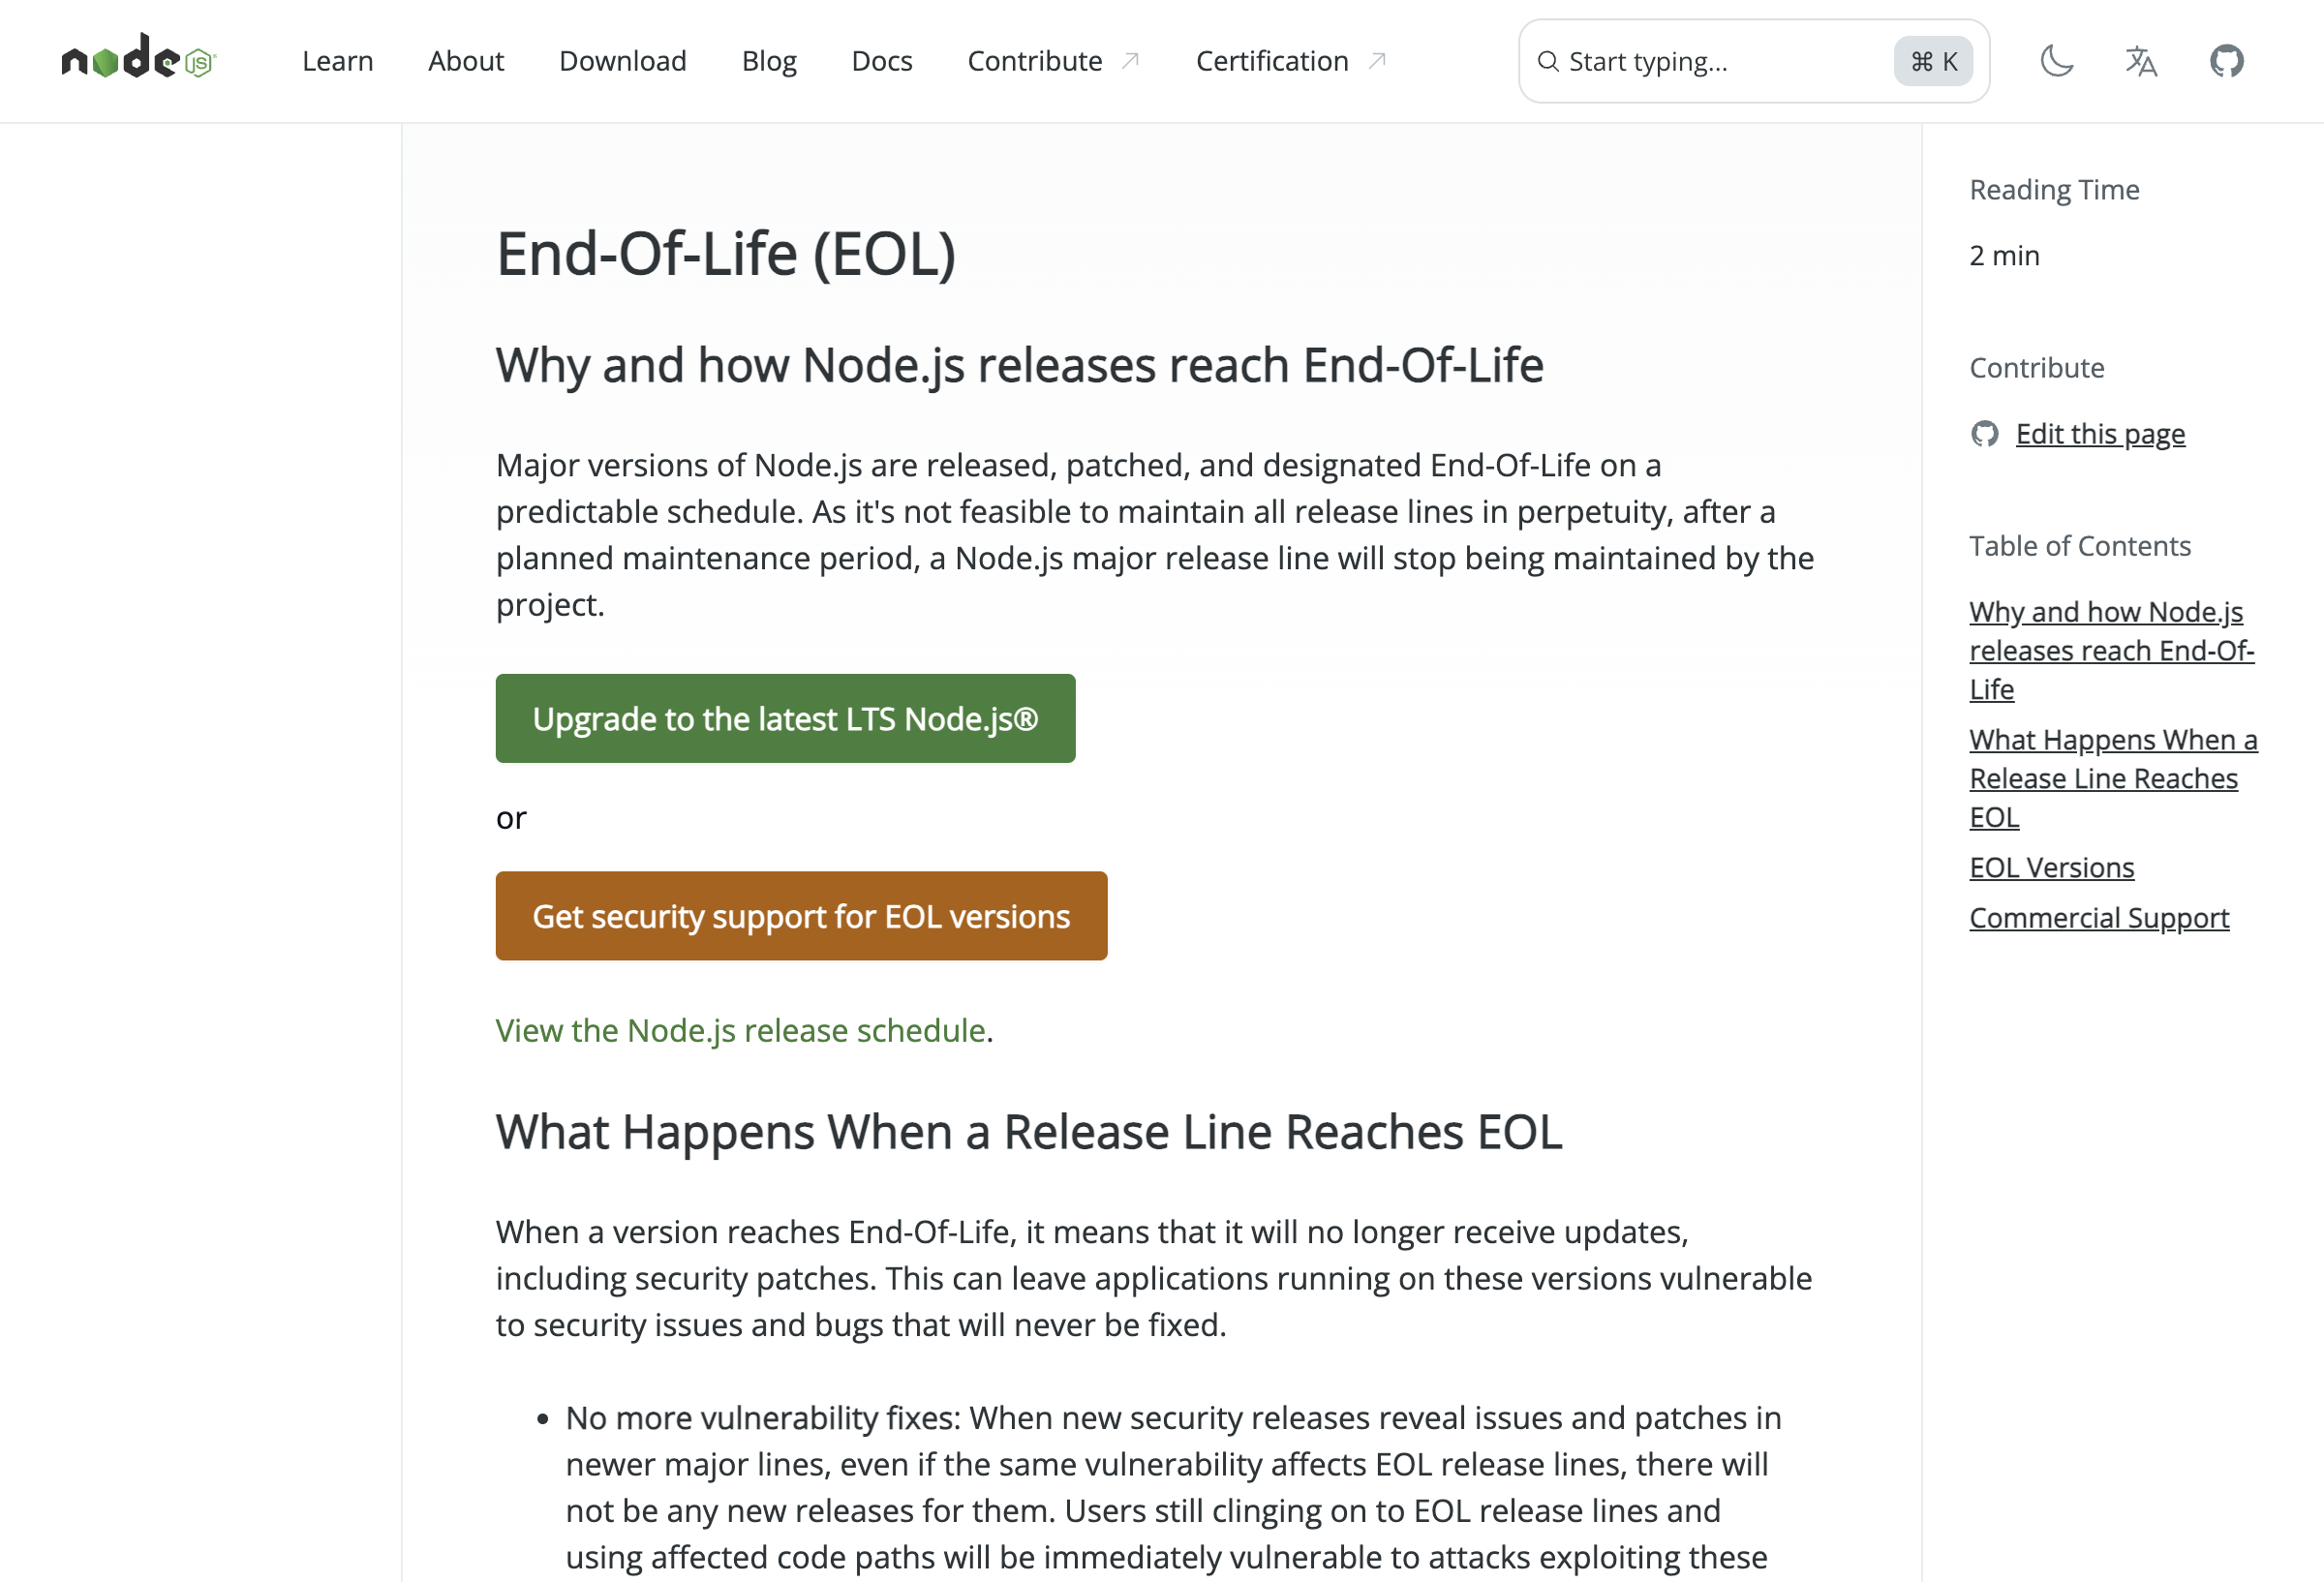 node JS
Learn About Download Blog Docs Contribute Certification Start typing... ⌘ K
End-Of-Life (EOL)
Why and how Node.js releases reach End-Of-Life
Major versions of Node.js are released, patched, and designated End-Of-Life on a
predictable schedule. As it's not feasible to maintain all release lines in perpetuity, after a
planned maintenance period, a Node.js major release line will stop being maintained by the
project.
Upgrade to the latest LTS Node.js®
or
Get security support for EOL versions
View the Node.js release schedule.
What Happens When a Release Line Reaches EOL
When a version reaches End-Of-Life, it means that it will no longer receive updates,
including security patches. This can leave applications running on these versions vulnerable
to security issues and bugs that will never be fixed.
• No more vulnerability fixes: When new security releases reveal issues and patches in
newer major lines, even if the same vulnerability affects EOL release lines, there will
not be any new releases for them. Users still clinging on to EOL release lines and
using affected code paths will be immediately vulnerable to attacks exploiting these
Reading Time
2 min
Contribute
Edit this page
Table of Contents
Why and how Node.js
releases reach End-Of-
Life
What Happens When a
Release Line Reaches
EOL
EOL Versions
Commercial Support